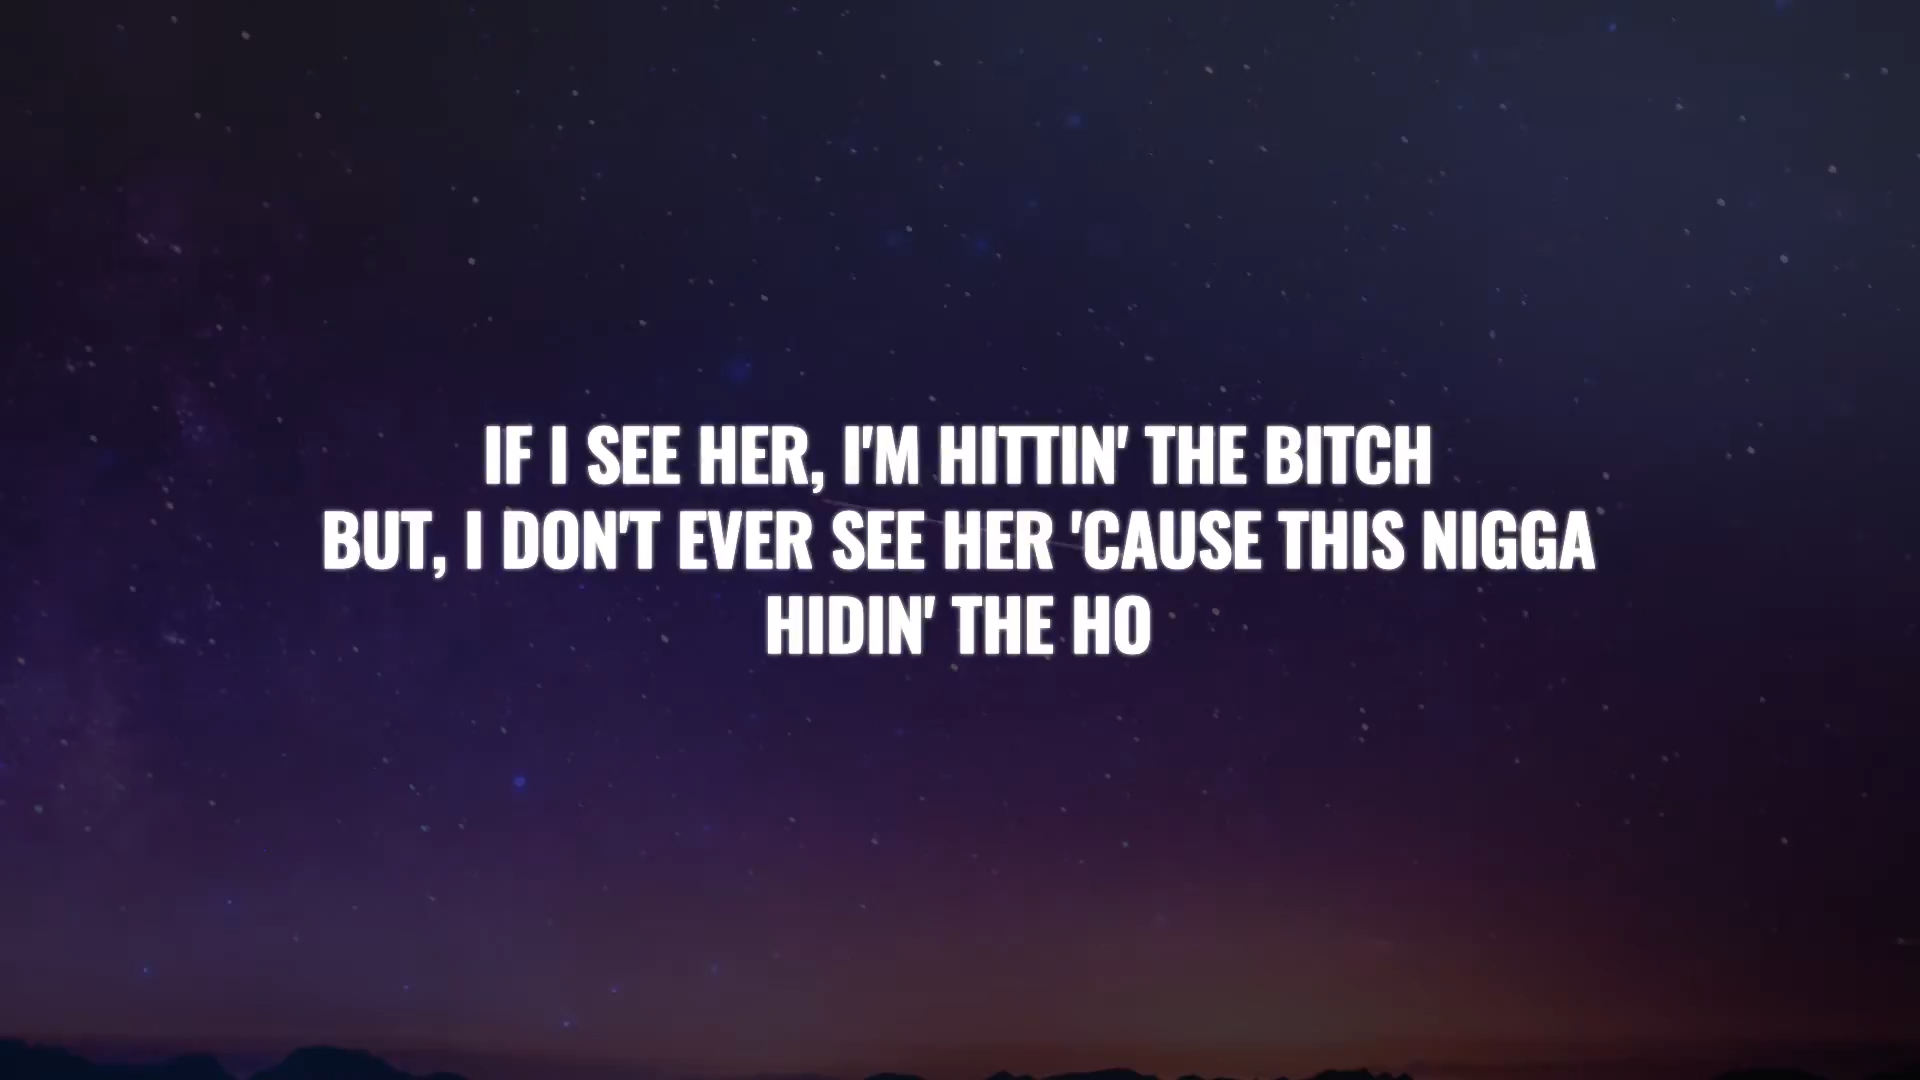 IF I SEE HER, I'M HITTIN' THE BITCH
BUT, I DON'T EVER SEE HER 'CAUSE THIS NIGGA
HIDIN' THE HO